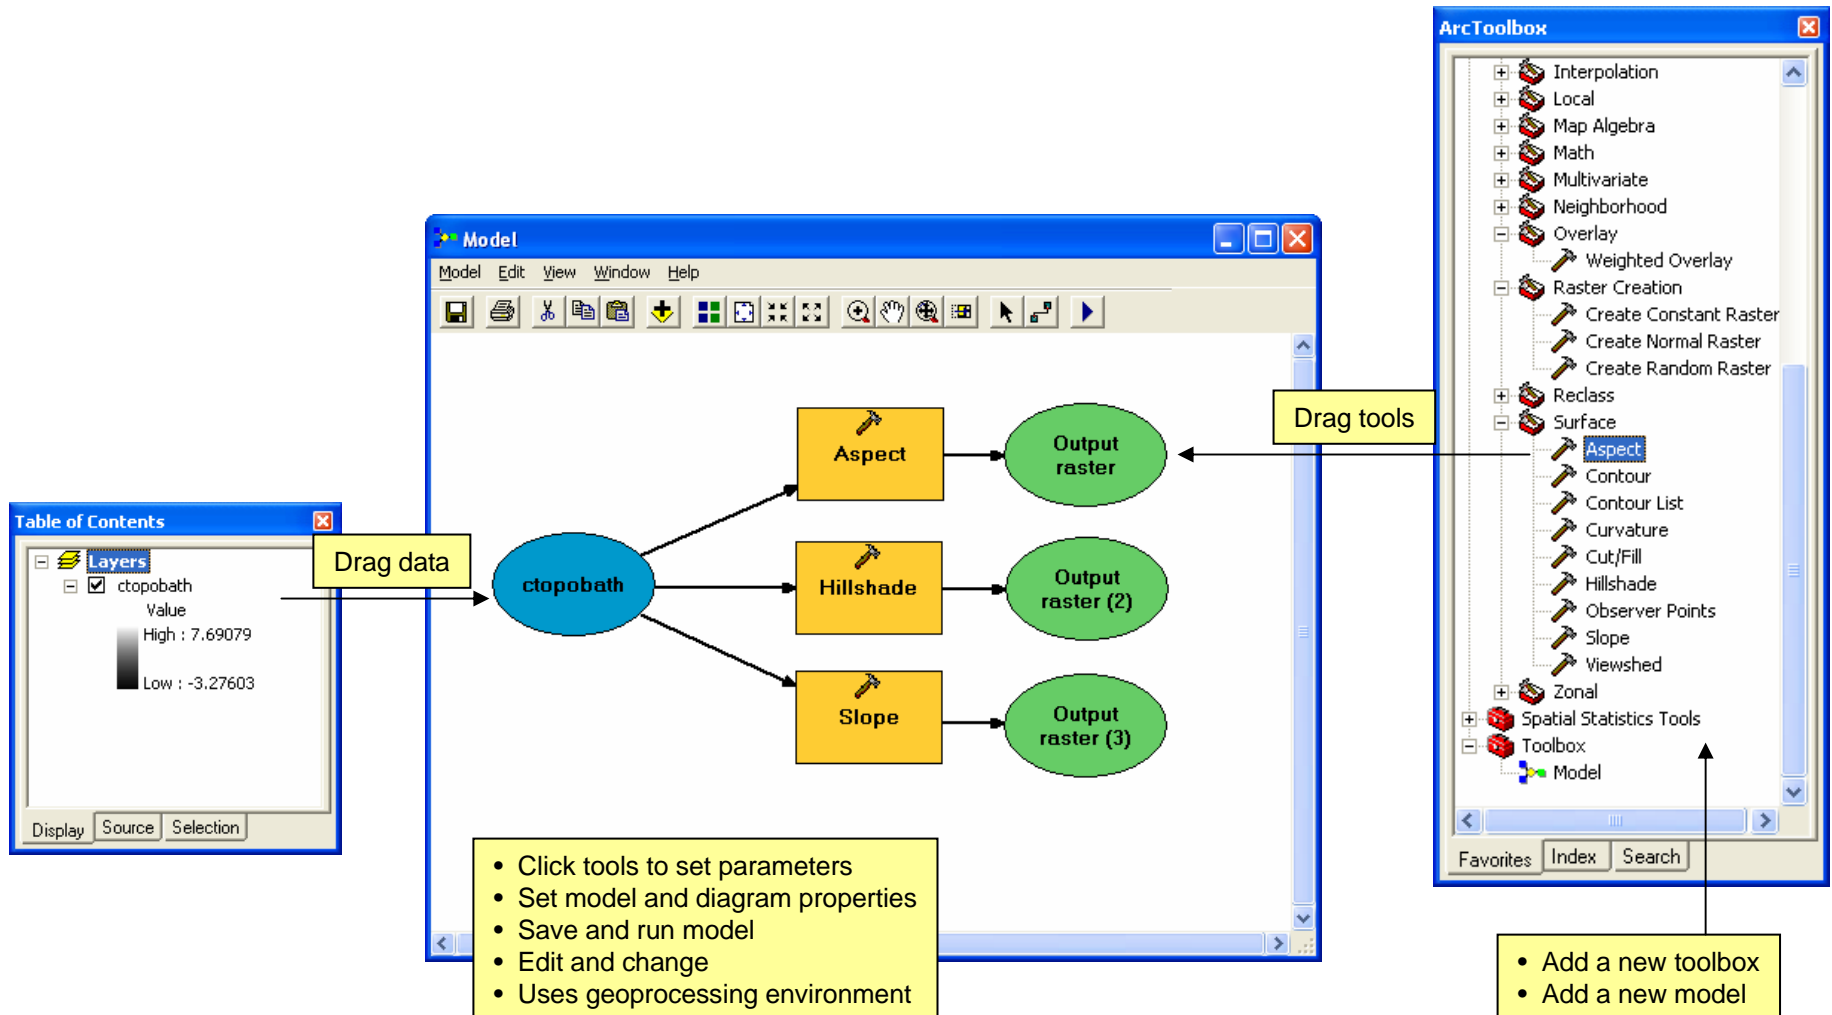 ArcToolbox
Interpolation
Local
Map Algebra
Math
Multivariate
Neighborhood
Overlay
Weighted Overlay
Raster Creation
Create Constant Raster
Create Normal Raster
Create Random Raster
Reclass
Surface
Aspect
Contour
Contour List
Curvature
Cut/Fill
Hillshade
Observer Points
Slope
Viewshed
Zonal
Spatial Statistics Tools
Toolbox
Model
Favorites Index Search
Drag tools
• Add a new toolbox
• Add a new model
Model
Model Edit View Window Help
Aspect
Output
raster
ctopobath
Hillshade
Output
raster (2)
Slope
Output
raster (3)
Drag data
Table of Contents
Layers
ctopobath
Value
High : 7.69079
Low : -3.27603
Display Source Selection
• Click tools to set parameters
• Set model and diagram properties
• Save and run model
• Edit and change
• Uses geoprocessing environment